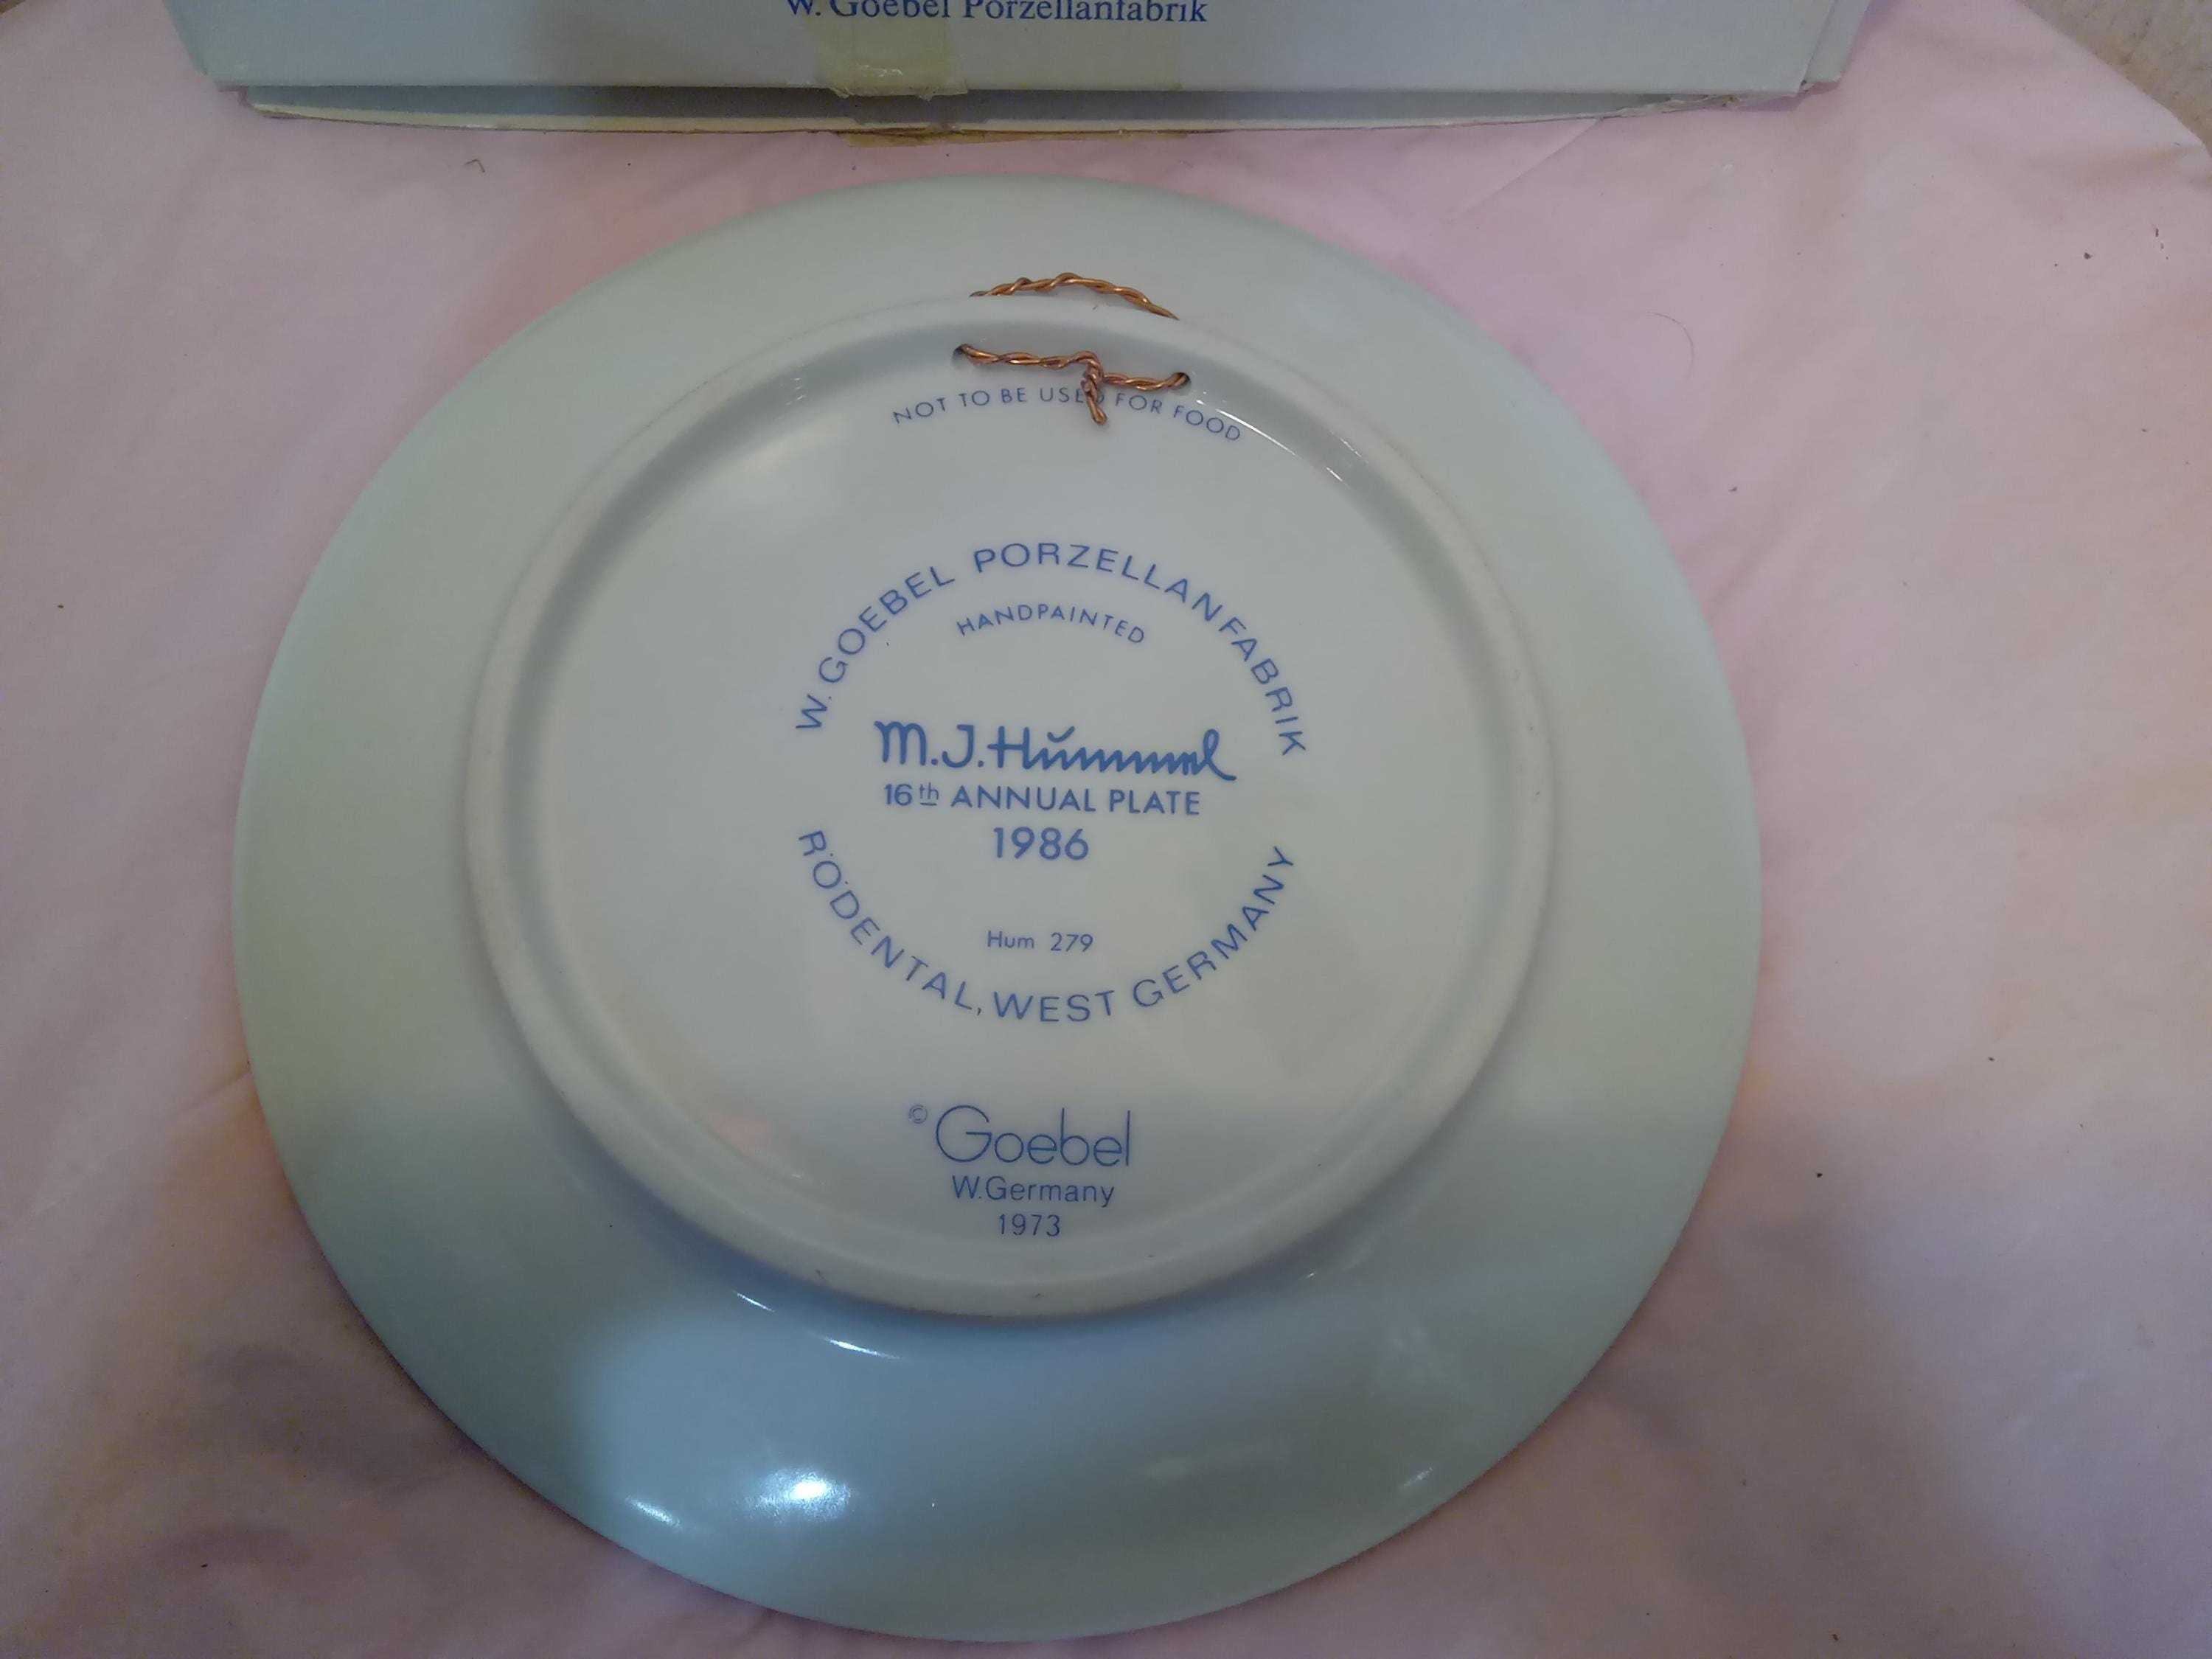 W. Goebel Porzellanfabrik
NOT TO BE USED FOR FOOD
W. GOEBEL PORZELLANFABRIK
HANDPAINTED
M.J.Hummel
16th ANNUAL PLATE
1986
Hum 279
RÖDENTAL, WEST GERMANY
© Goebel
W.Germany
1973